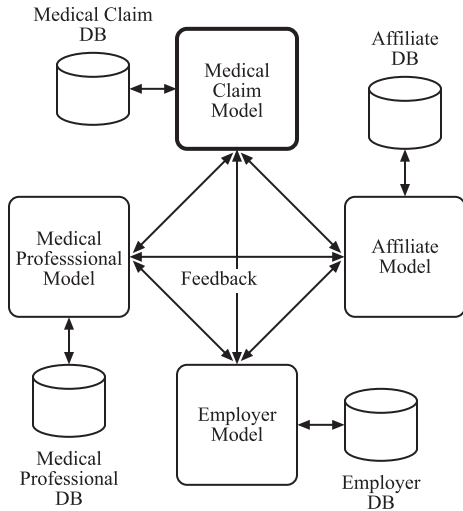 Medical Claim
DB
Medical
Claim
Model
Affiliate
DB
Medical
Professsional
Model
Feedback
Affiliate
Model
Employer
Model
Medical
Professional
DB
Employer
DB